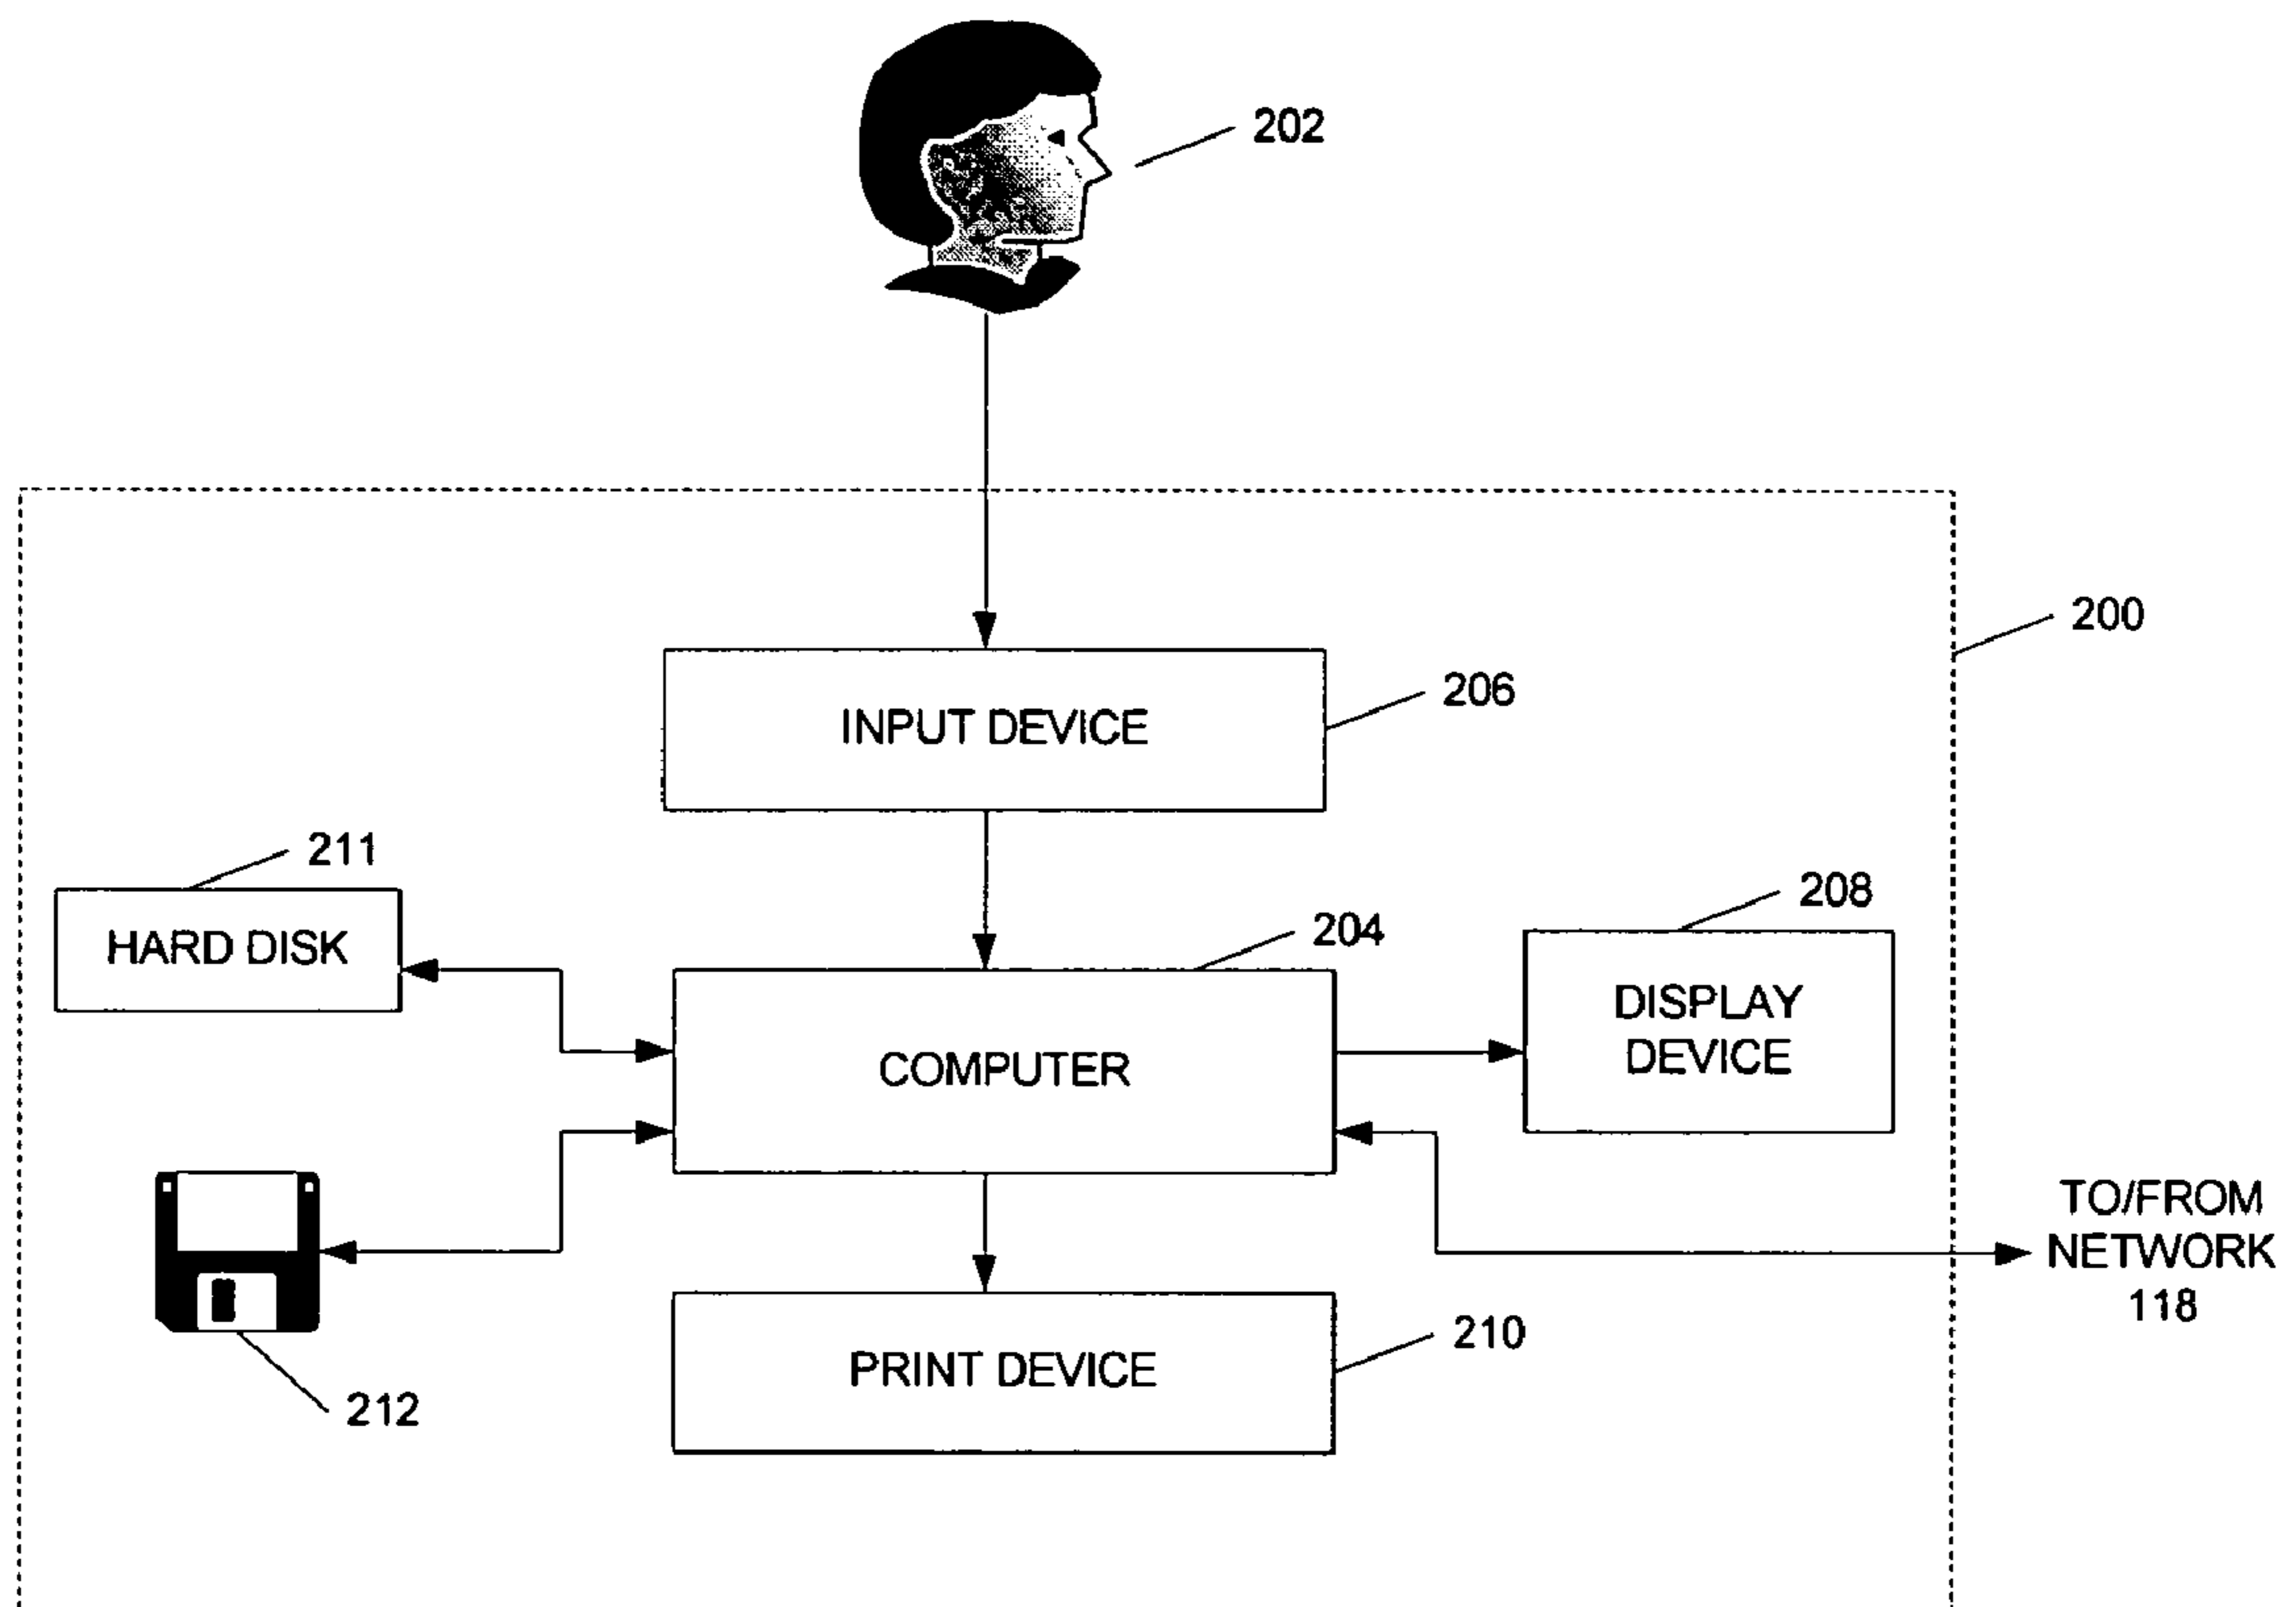 202
200
206
INPUT DEVICE
211
HARD DISK
204
208
DISPLAY
DEVICE
COMPUTER
TO/FROM
NETWORK
118
210
PRINT DEVICE
212